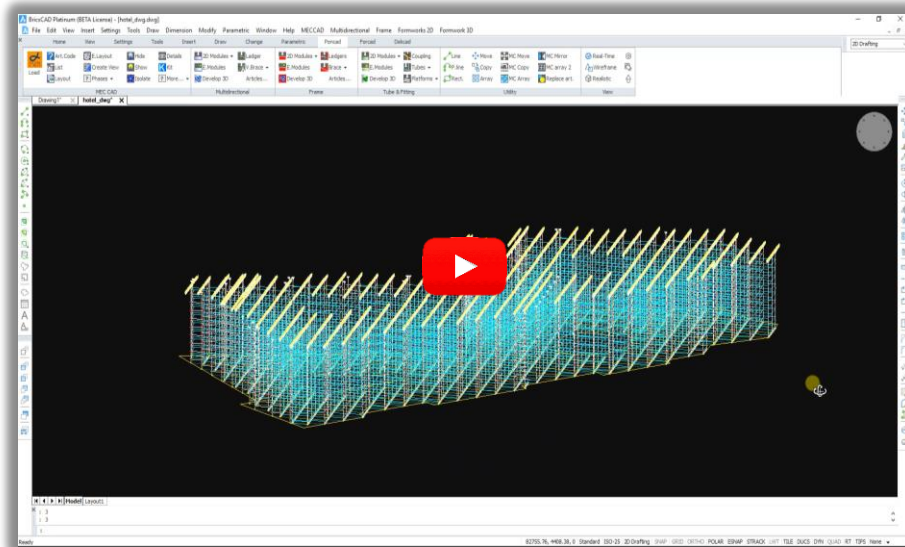 BricsCAD Platinum (BETA License) - [hotel_dwg.dwg]
File Edit View Insert Settings Tools Draw Dimension Modify Parametric Window Help MECCAD Multidirectional Frame Formworks 2D Formwork 3D
Home View Settings Tools Insert Draw Change Parametric
2D Drafting
Art. Code E.Layout Hide Details 2D Modules Ledger 2D Modules Ledgers 2D Modules Coupling Line Move MC Move MC Mirror Real-Time
Load List Create View Show Kit E.Modules V.Brace E.Modules Brace E.Modules Tubes Copy MC Copy MC array 2 Wireframe
Layout Phases Isolate More... Develop 3D Articles... Develop 3D Articles... Develop 3D Platforms Rect. Array MC Array Replace art. Realistic
MEC CAD Multidirectional Frame Tube & Fitting Utility View
Drawing1* hotel_dwg*
Model Layout1
: 3
: 3
:
Ready
Standard ISO-25 2D Drafting SNAP GRID ORTHO POLAR ESNAP STRACK LWT TILE DUCS DYN QUAD RT TIPS None